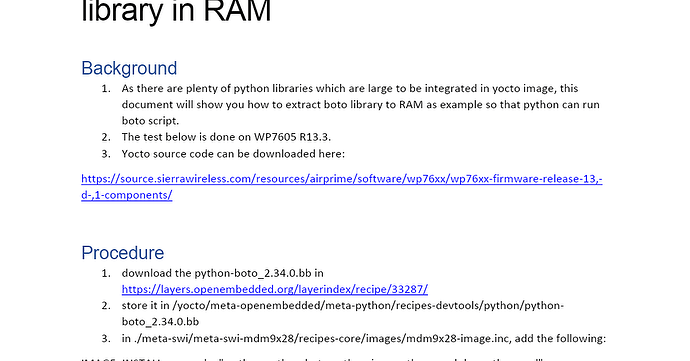 library in RAM
Background
1. As there are plenty of python libraries which are large to be integrated in yocto image, this
document will show you how to extract boto library to RAM as example so that python can run
boto script.
2. The test below is done on WP7605 R13.3.
3. Yocto source code can be downloaded here:
https://source.sierrawireless.com/resources/airprime/software/wp76xx/wp76xx-firmware-release-13,-
d-,1-components/
Procedure
1. download the python-boto_2.34.0.bb in
https://layers.openembedded.org/layerindex/recipe/33287/
2. store it in /yocto/meta-openembedded/meta-python/recipes-devtools/python/python-
boto_2.34.0.bb
3. in ./meta-swi/meta-swi-mdm9x28/recipes-core/images/mdm9x28-image.inc, add the following: